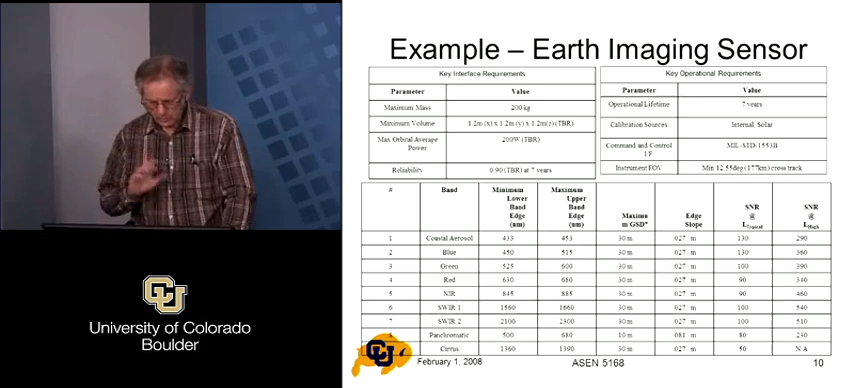 Example – Earth Imaging Sensor
Key Interface Requirements
Parameter Value
Maximum Mass 200 kg
Maximum Volume 1.2m (x) x 1.2m (y) x 1.2m(z) (TBR)
Max Orbital Average Power 200W (TBR)
Reliability 0.90 (TBR) at 7 years
Key Operational Requirements
Parameter Value
Operational Lifetime 7 years
Calibration Sources Internal, Solar
Command and Control I/F MIL-STD-1553B
Instrument FOV Min 12.55deg (177km) cross track
# Band Minimum Lower Band Edge (nm) Maximum Upper Band Edge (nm) Maximu m GSD* Edge Slope SNR @ LTypical SNR @ LHigh
1 Coastal Aerosol 433 453 30 m .027 m 130 290
2 Blue 450 515 30 m .027 m 130 360
3 Green 525 600 30 m .027 m 100 390
4 Red 630 680 30 m .027 m 90 340
5 NIR 845 885 30 m .027 m 90 460
6 SWIR 1 1560 1660 30 m .027 m 100 540
7 SWIR 2 2100 2300 30 m .027 m 100 510
8 Panchromatic 500 680 10 m .081 m 80 230
Cirrus 1360 1390 30 m .027 m 50 N/A
February 1, 2008 ASEN 5168 10
CU
University of Colorado
Boulder